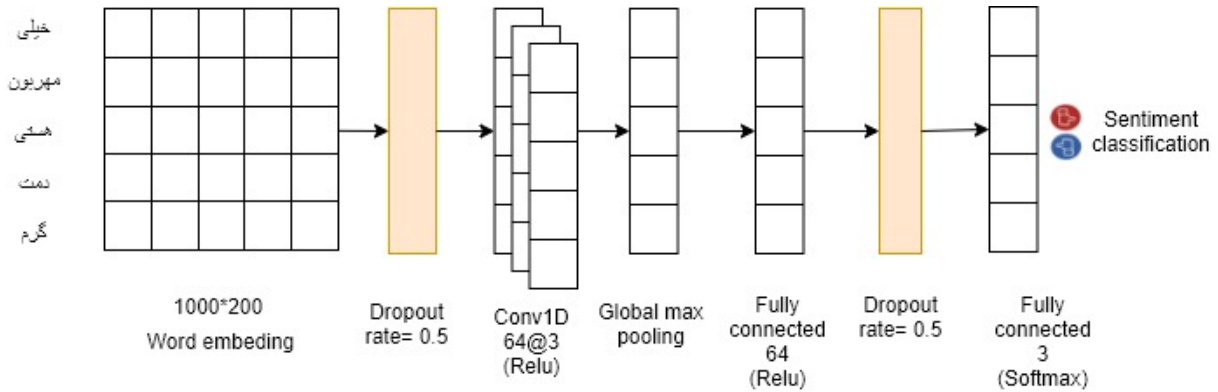 خیلی
مهربون
هستی
دمت
گرم
1000*200
Word embeding
Dropout
rate= 0.5
Conv1D
64@3
(Relu)
Global max
pooling
Fully
connected
64
(Relu)
Dropout
rate= 0.5
Fully
connected
3
(Softmax)
Sentiment
classification